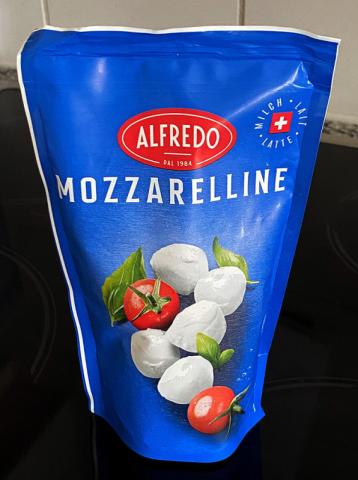 ALFREDO
DAL 1984
MILCH • LAIT • LATTE •
MOZZARELLINE